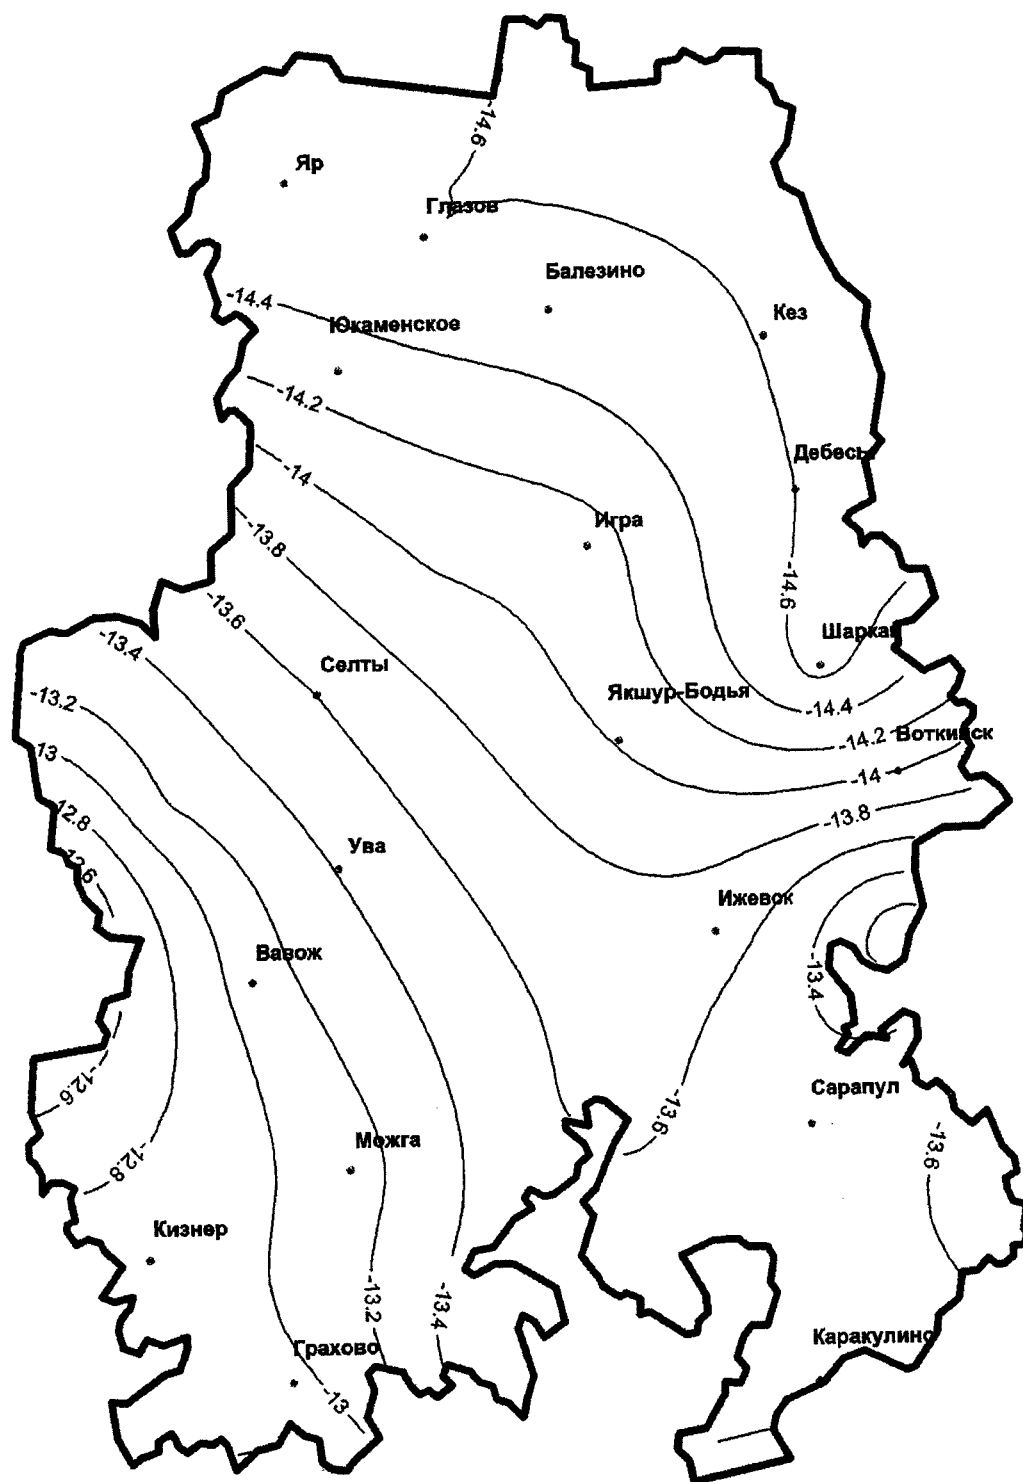 -14.6
Яр
Глазов
Балезино
-14.4
Юкаменское
Кез
-14.2
Дебесы
-14
Игра
-13.8
-14.6
-13.6
Шаркан
-13.4
Селты
-13.2
Якшур-Бодья
-14.4
-14.2
Воткинск
13
-14
12.8
-13.8
Ува
12.6
Ижевок
Вавож
-13.4
-12.6
Сарапул
-13.6
Можга
-13.6
-12.8
Кизнер
-13.2
-13.4
Грахово
Каракулино
-13